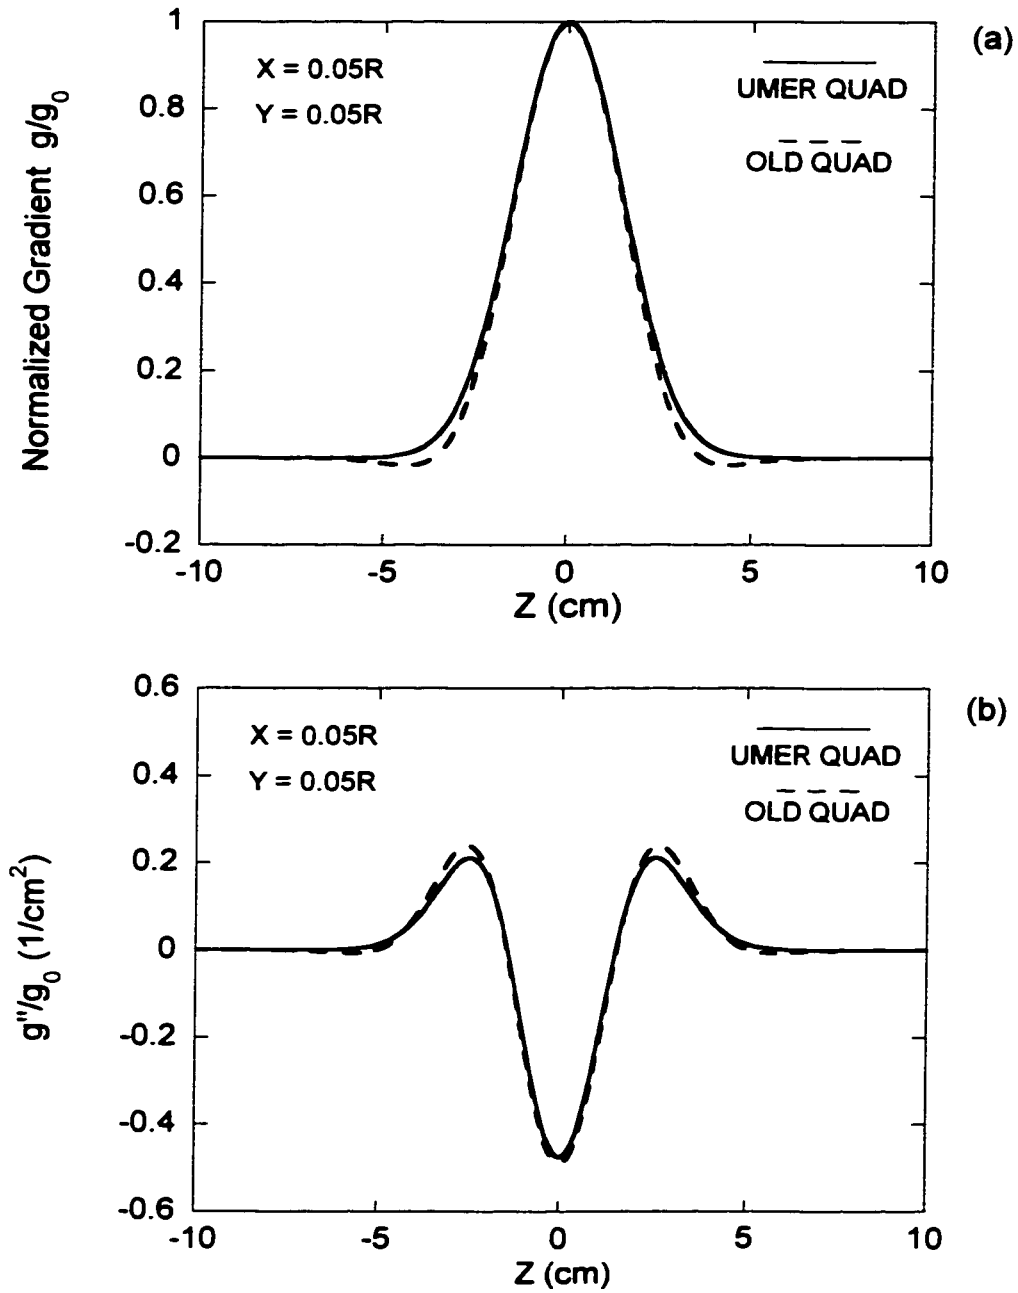 (a)
X = 0.05R
Y = 0.05R
UMER QUAD
OLD QUAD
Normalized Gradient g/g₀
1
0.8
0.6
0.4
0.2
0
-0.2
-10
-5
0
5
10
Z (cm)
(b)
X = 0.05R
Y = 0.05R
UMER QUAD
OLD QUAD
g"/g₀ (1/cm²)
0.6
0.4
0.2
0
-0.2
-0.4
-0.6
-10
-5
0
5
10
Z (cm)